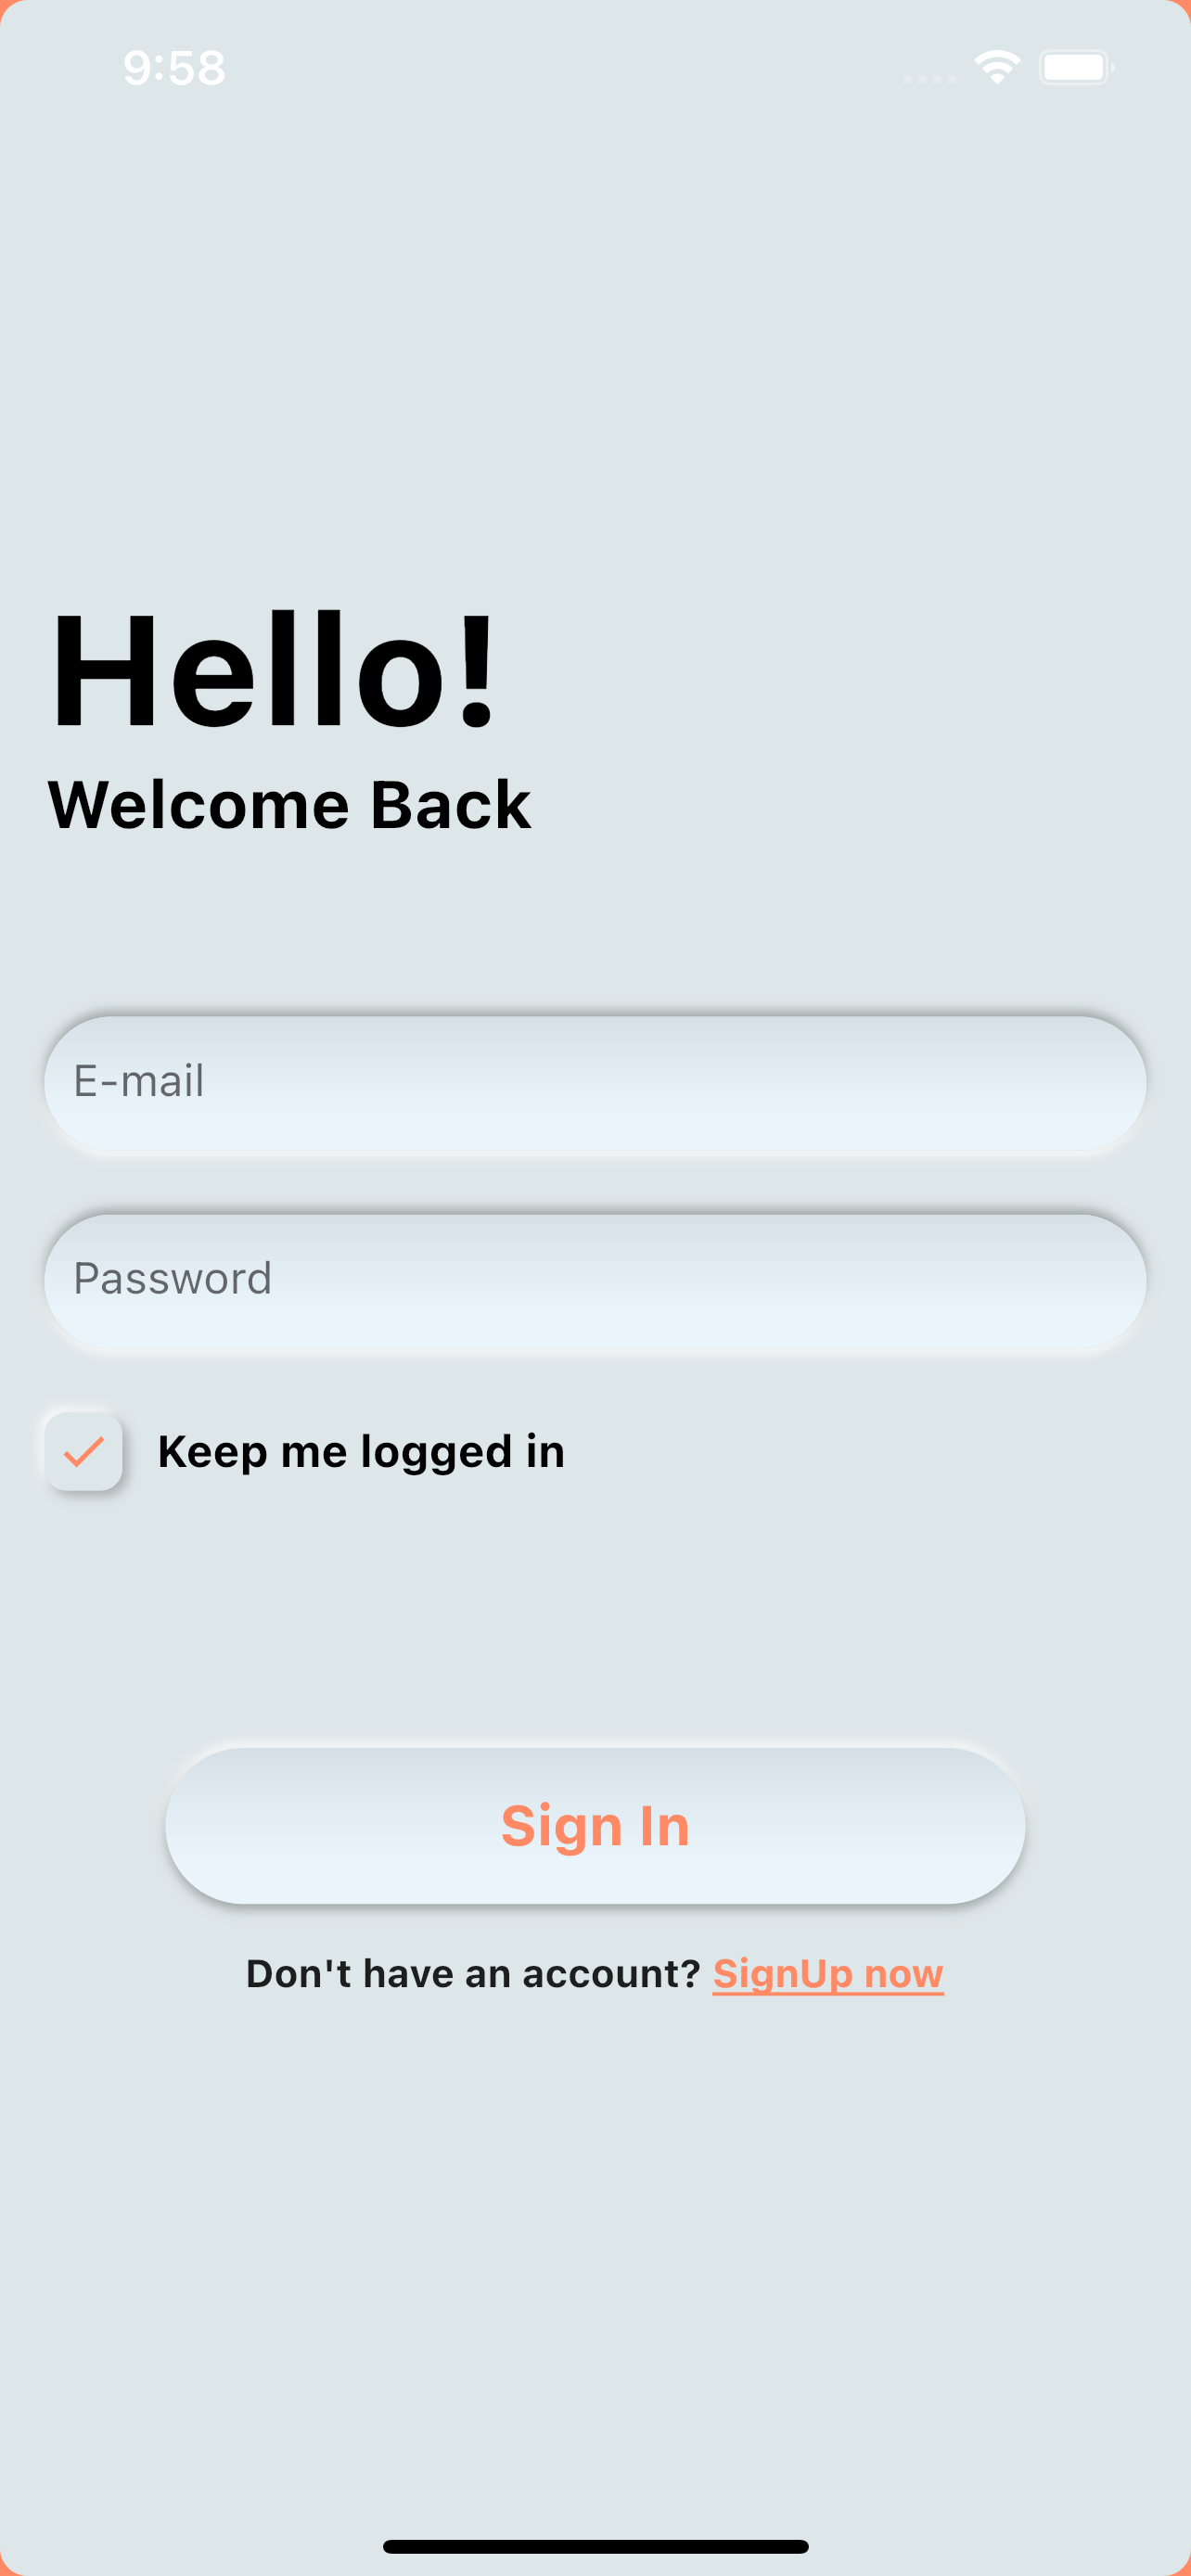 9:58
Hello!
Welcome Back
E-mail
Password
Keep me logged in
Sign In
Don't have an account? SignUp now